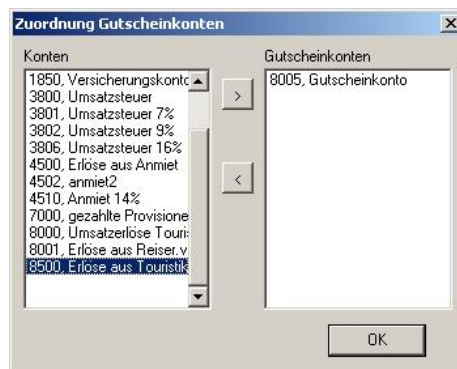 Zuordnung Gutscheinkonten
Konten
Gutscheinkonten
1850, Versicherungskonto
3800, Umsatzsteuer
3801, Umsatzsteuer 7%
3802, Umsatzsteuer 9%
3806, Umsatzsteuer 16%
4500, Erlöse aus Anmiet
4502, anmiet2
4510, Anmiet 14%
7000, gezahlte Provisione
8000, Umsatzerlöse Touri
8001, Erlöse aus Reiser.v
8500, Erlöse aus Touristik
>
<
8005, Gutscheinkonto
OK